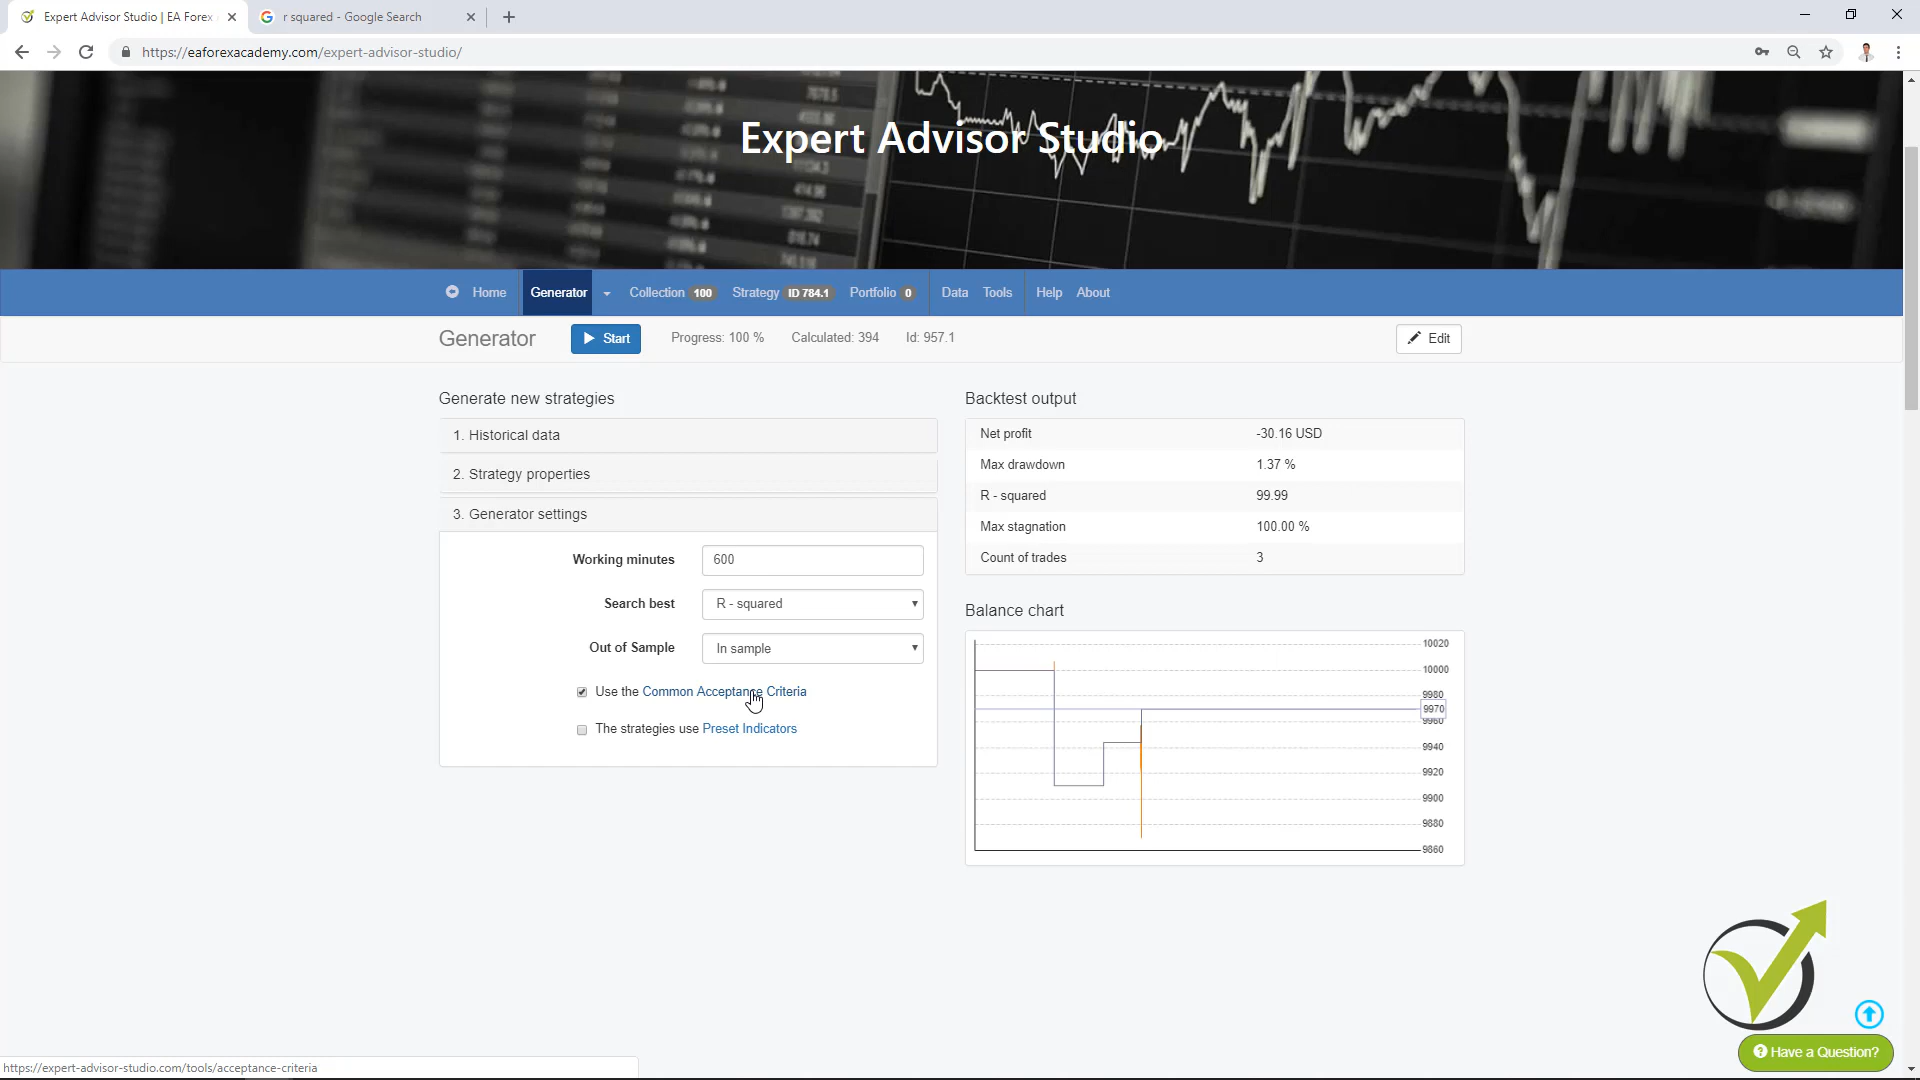 Expert Advisor Studio | EA Forex
r squared - Google Search
https://eaforexacademy.com/expert-advisor-studio/
Expert Advisor Studio
Home
Generator
Collection 100
Strategy ID 784.1
Portfolio 0
Data
Tools
Help
About
Generator
Start
Progress: 100 %
Calculated: 394
Id: 957.1
Edit
Generate new strategies
1. Historical data
2. Strategy properties
3. Generator settings
Working minutes 600
Search best R - squared
Out of Sample In sample
Use the Common Acceptance Criteria
The strategies use Preset Indicators
Backtest output
Net profit -30.16 USD
Max drawdown 1.37 %
R - squared 99.99
Max stagnation 100.00 %
Count of trades 3
Balance chart
10020
10000
9980
9970
9960
9940
9920
9900
9880
9860
Have a Question?
https://expert-advisor-studio.com/tools/acceptance-criteria